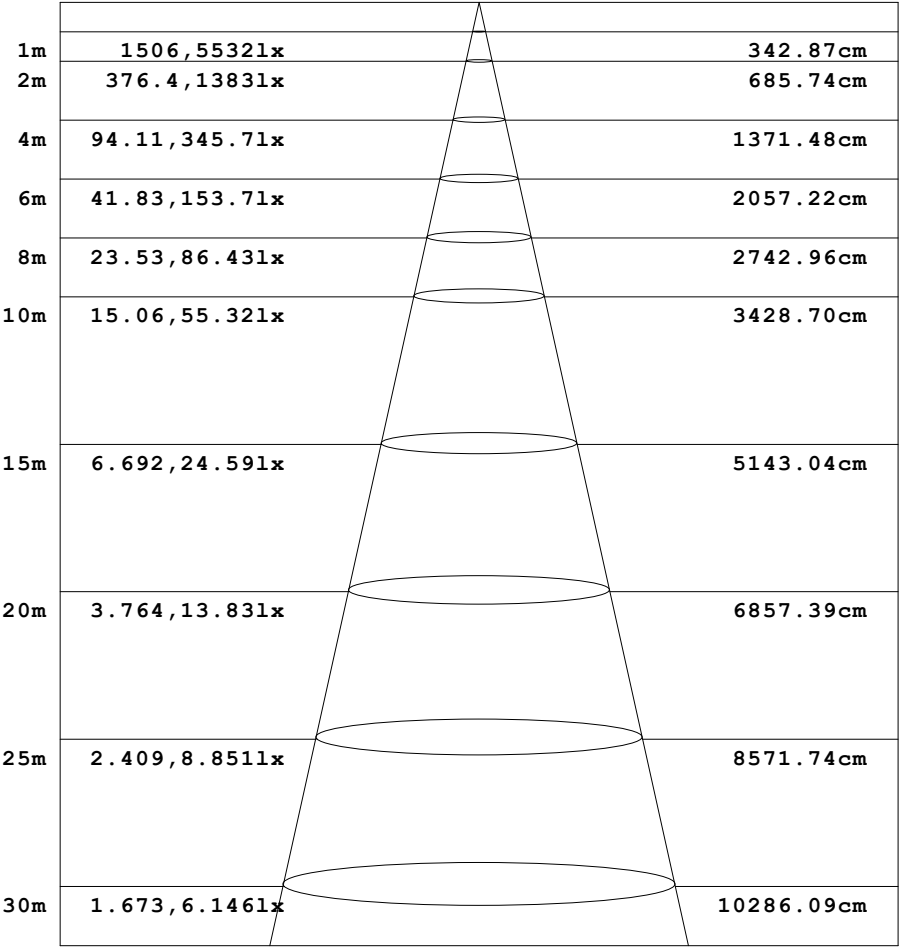 1m 1506,5532lx 342.87cm
2m 376.4,1383lx 685.74cm
4m 94.11,345.7lx 1371.48cm
6m 41.83,153.7lx 2057.22cm
8m 23.53,86.43lx 2742.96cm
10m 15.06,55.32lx 3428.70cm
15m 6.692,24.59lx 5143.04cm
20m 3.764,13.83lx 6857.39cm
25m 2.409,8.851lx 8571.74cm
30m 1.673,6.146lx 10286.09cm